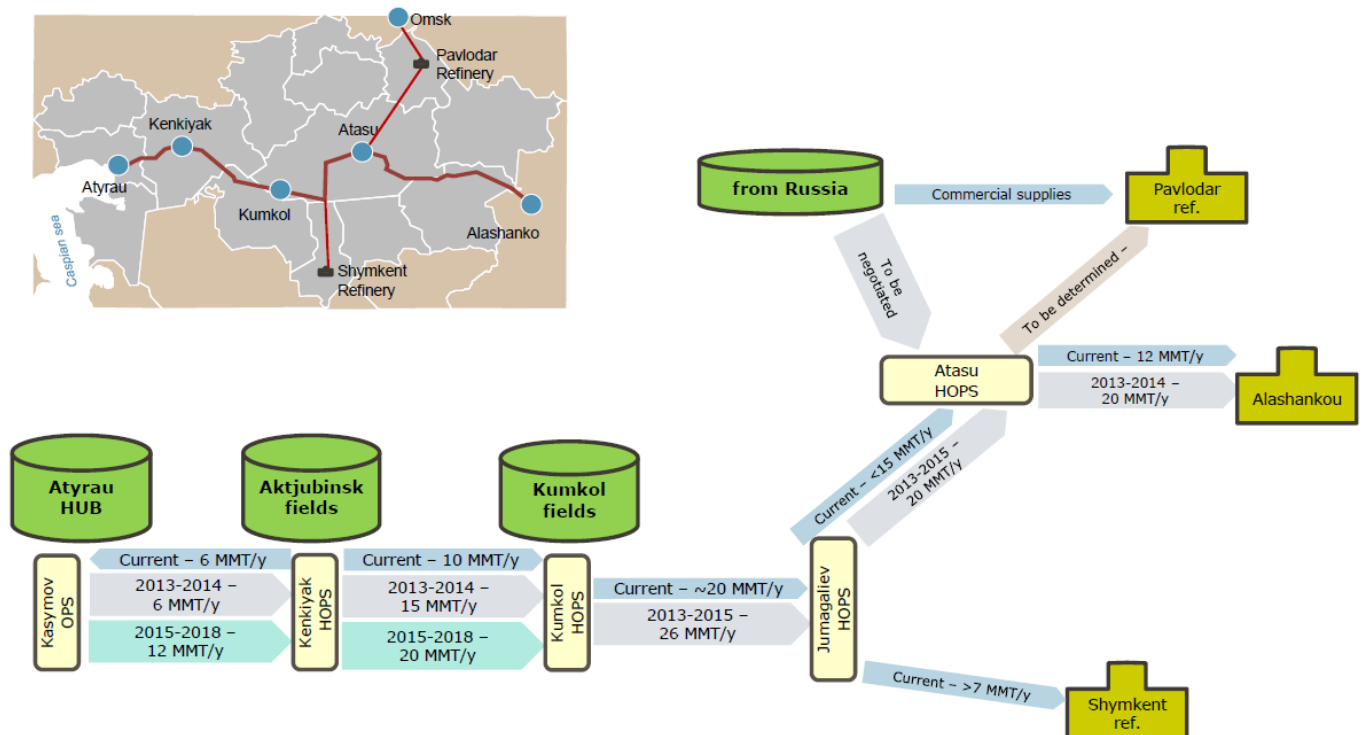 Omsk
Pavlodar
Refinery
Kenkiyak
Atasu
Atyrau
Kumkol
Alashanko
Caspian sea
Shymkent
Refinery
from Russia
Commercial supplies
Pavlodar
ref.
To be
negotiated
To be determined –
Atasu
HOPS
Current – 12 MMT/y
2013-2014 –
20 MMT/y
Alashankou
Current – <15 MMT/y
2013-2015 –
20 MMT/y
Atyrau
HUB
Aktjubinsk
fields
Kumkol
fields
Kasymov
OPS
Current – 6 MMT/y
2013-2014 –
6 MMT/y
2015-2018 –
12 MMT/y
Kenkiyak
HOPS
Current – 10 MMT/y
2013-2014 –
15 MMT/y
2015-2018 –
20 MMT/y
Kumkol
HOPS
Current – ~20 MMT/y
2013-2015 –
26 MMT/y
Jumagaliev
HOPS
Current – >7 MMT/y
Shymkent
ref.